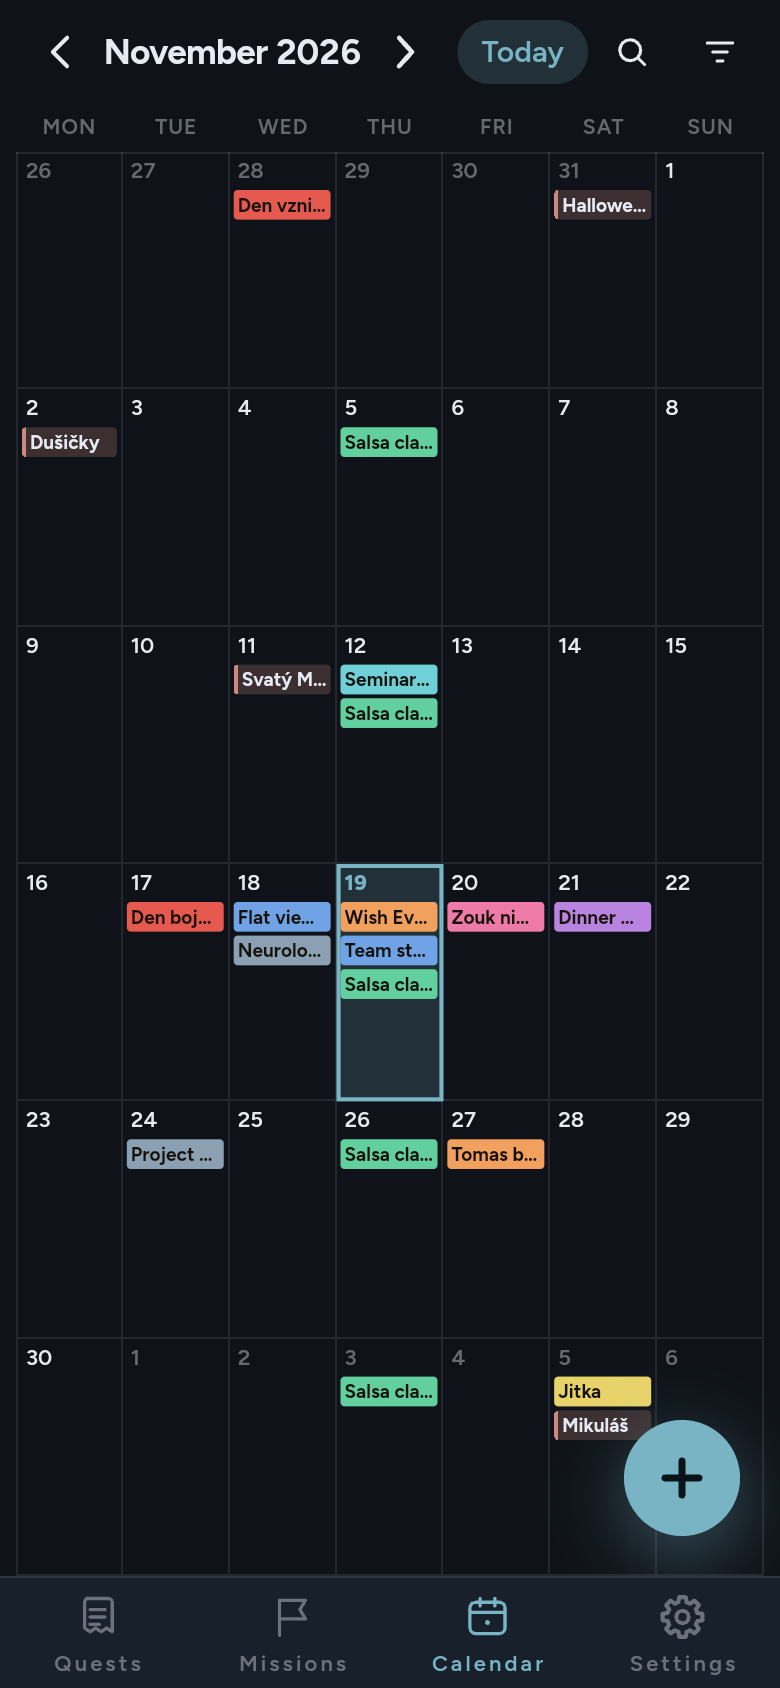 November 2026 Today
MON TUE WED THU FRI SAT SUN
26 27 28 29 30 31 1
Den vzni... Hallowe...
2 3 4 5 6 7 8
Dušičky Salsa cla...
9 10 11 12 13 14 15
Svatý M... Seminar...
Salsa cla...
16 17 18 19 20 21 22
Den boj... Flat vie... Wish Ev... Zouk ni... Dinner ...
Neurolo... Team st...
Salsa cla...
23 24 25 26 27 28 29
Project ... Salsa cla... Tomas b...
30 1 2 3 4 5 6
Salsa cla... Jitka
Mikuláš
Quests Missions Calendar Settings